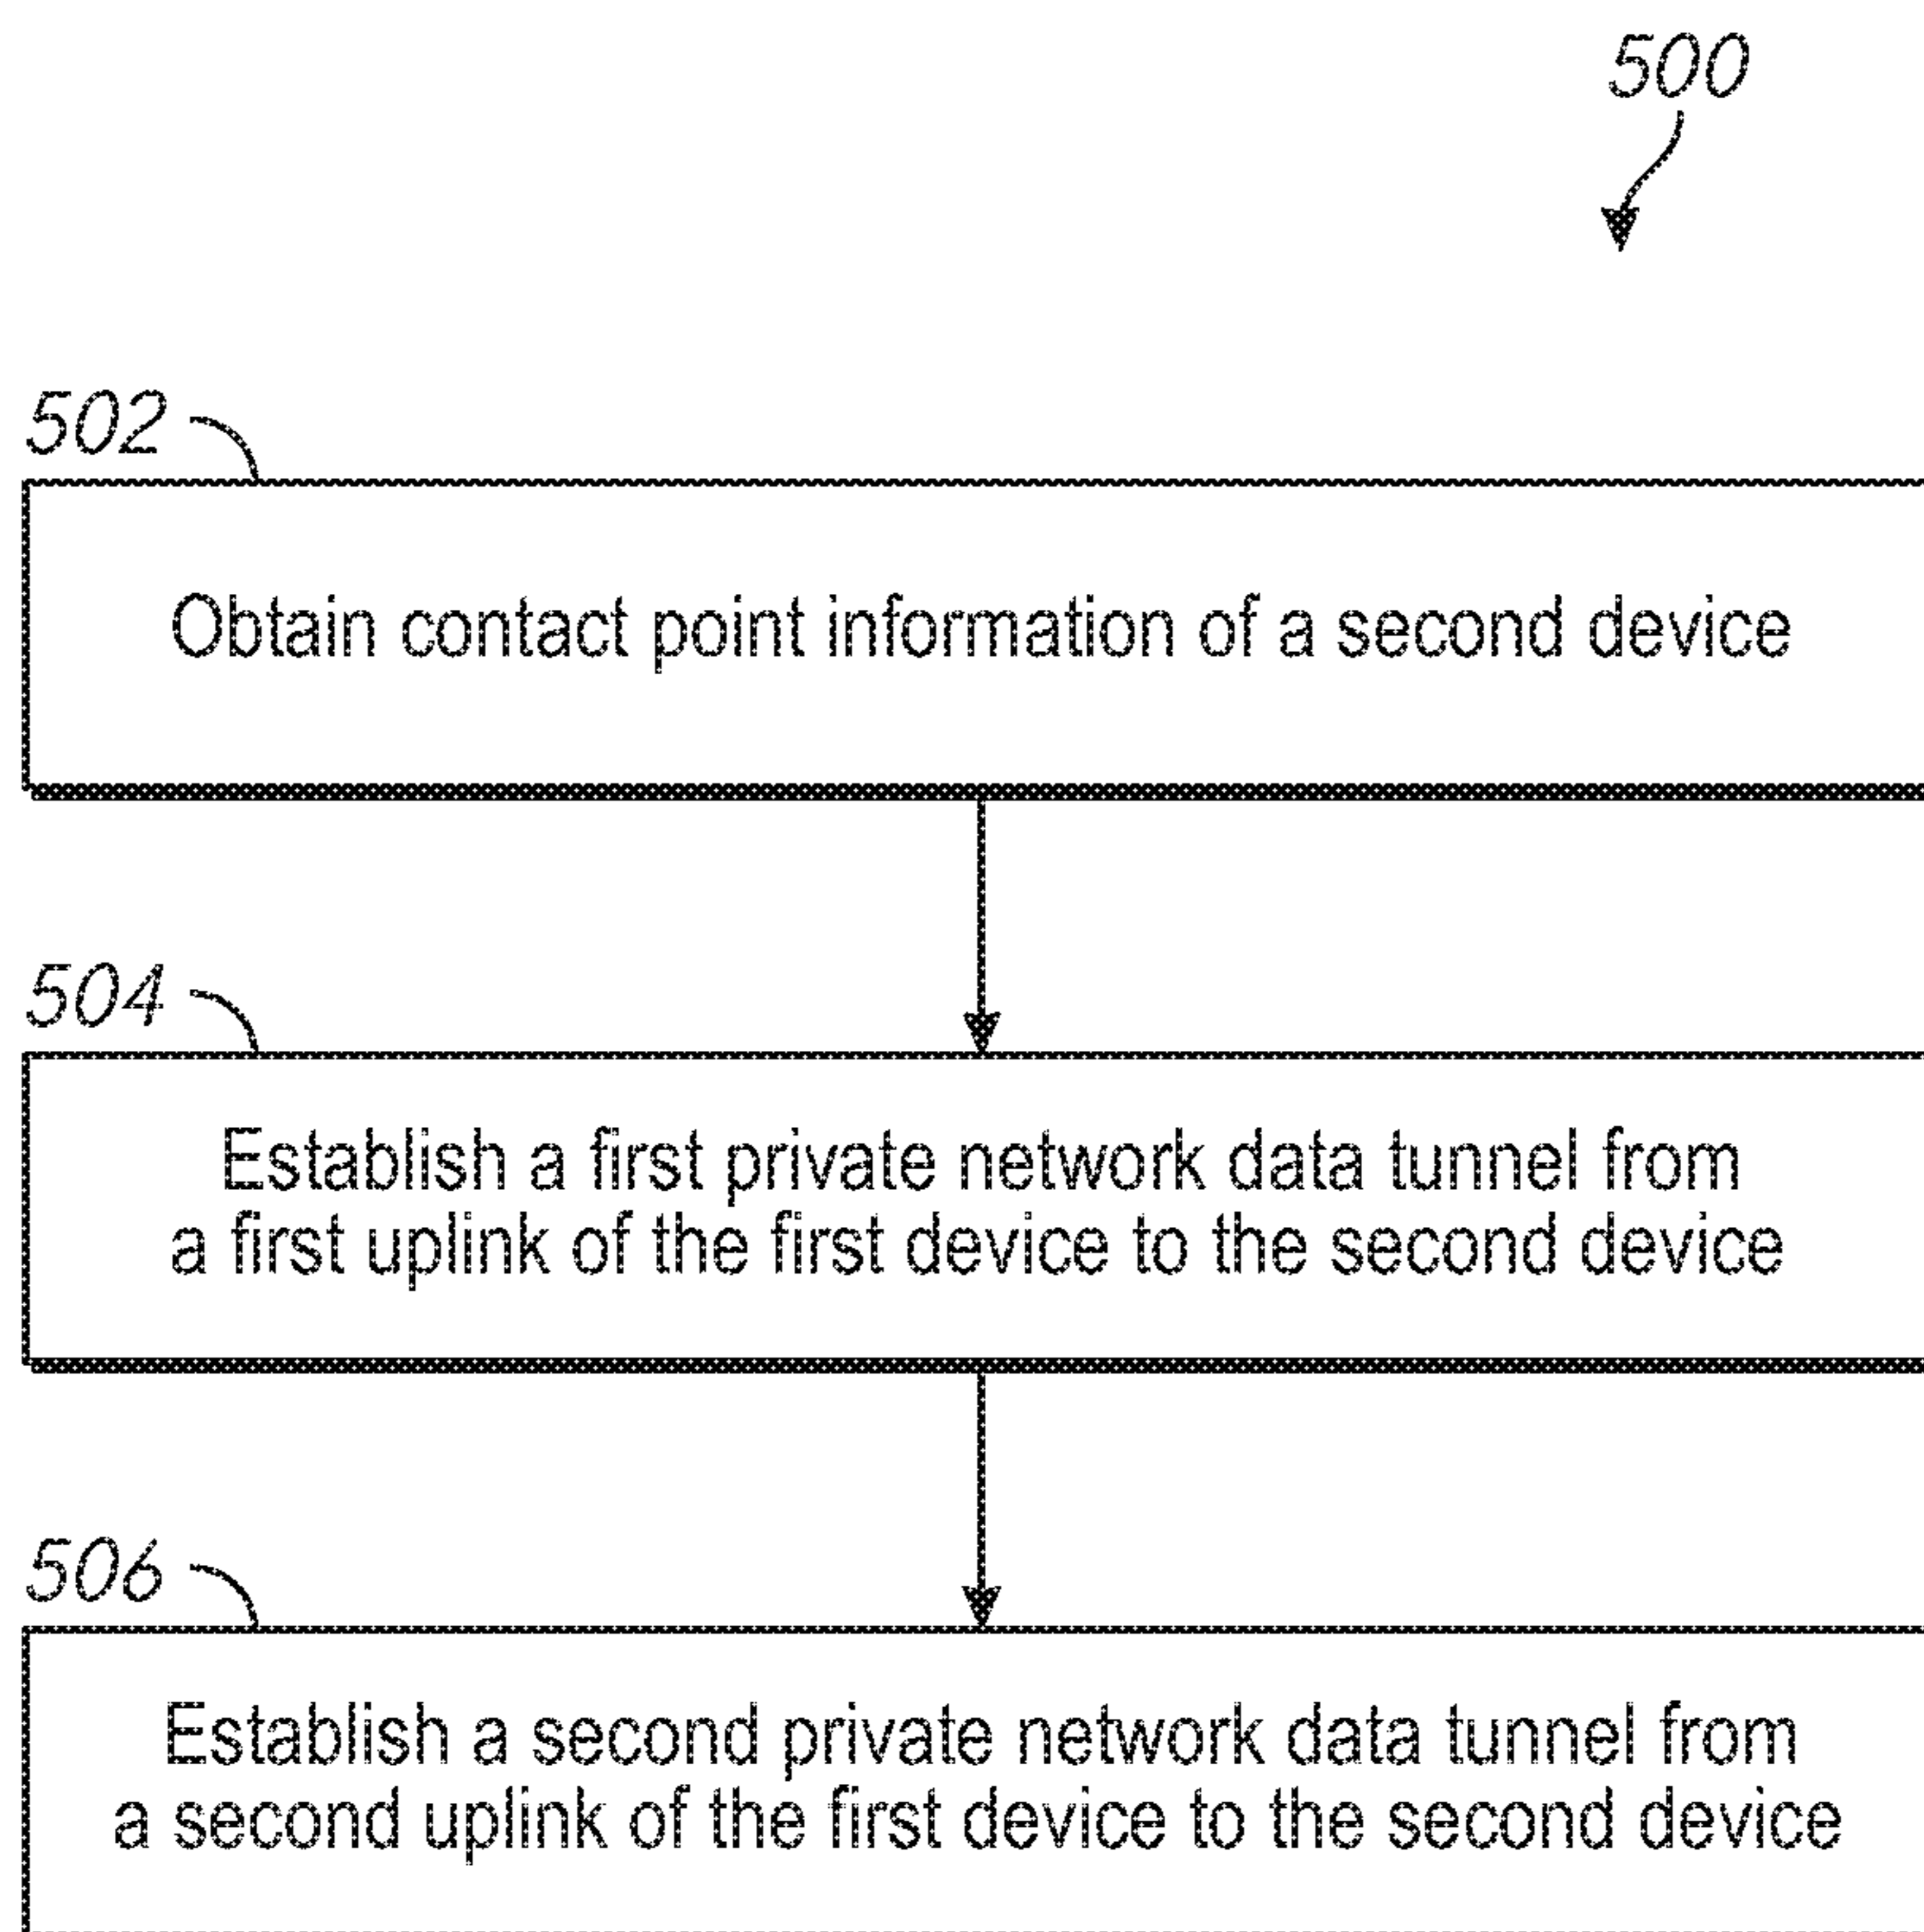 500
502
Obtain contact point information of a second device
504
Establish a first private network data tunnel from
a first uplink of the first device to the second device
506
Establish a second private network data tunnel from
a second uplink of the first device to the second device